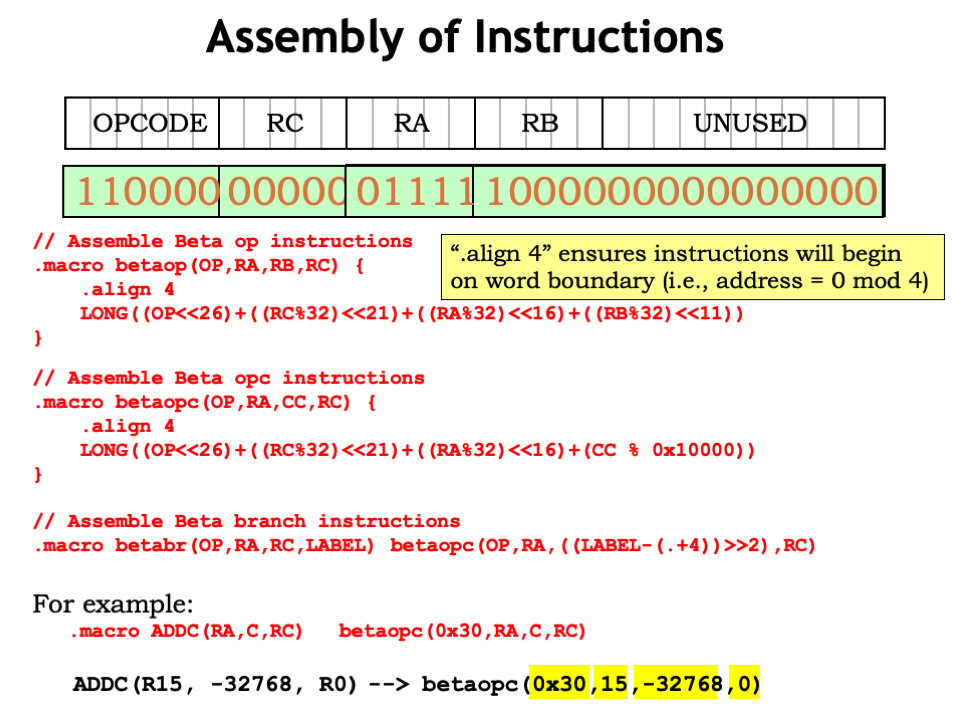 Assembly of Instructions
OPCODE RC RA RB UNUSED
110000 00000 01111 1000000000000000
// Assemble Beta op instructions
.macro betaop(OP,RA,RB,RC) {
.align 4
LONG((OP<<26)+((RC%32)<<21)+((RA%32)<<16)+((RB%32)<<11))
}
“.align 4” ensures instructions will begin
on word boundary (i.e., address = 0 mod 4)
// Assemble Beta opc instructions
.macro betaopc(OP,RA,CC,RC) {
.align 4
LONG((OP<<26)+((RC%32)<<21)+((RA%32)<<16)+(CC % 0x10000))
}
// Assemble Beta branch instructions
.macro betabr(OP,RA,RC,LABEL) betaopc(OP,RA,((LABEL-(.+4))>>2),RC)
For example:
.macro ADDC(RA,C,RC) betaopc(0x30,RA,C,RC)
ADDC(R15, -32768, R0) --> betaopc(0x30,15,-32768,0)